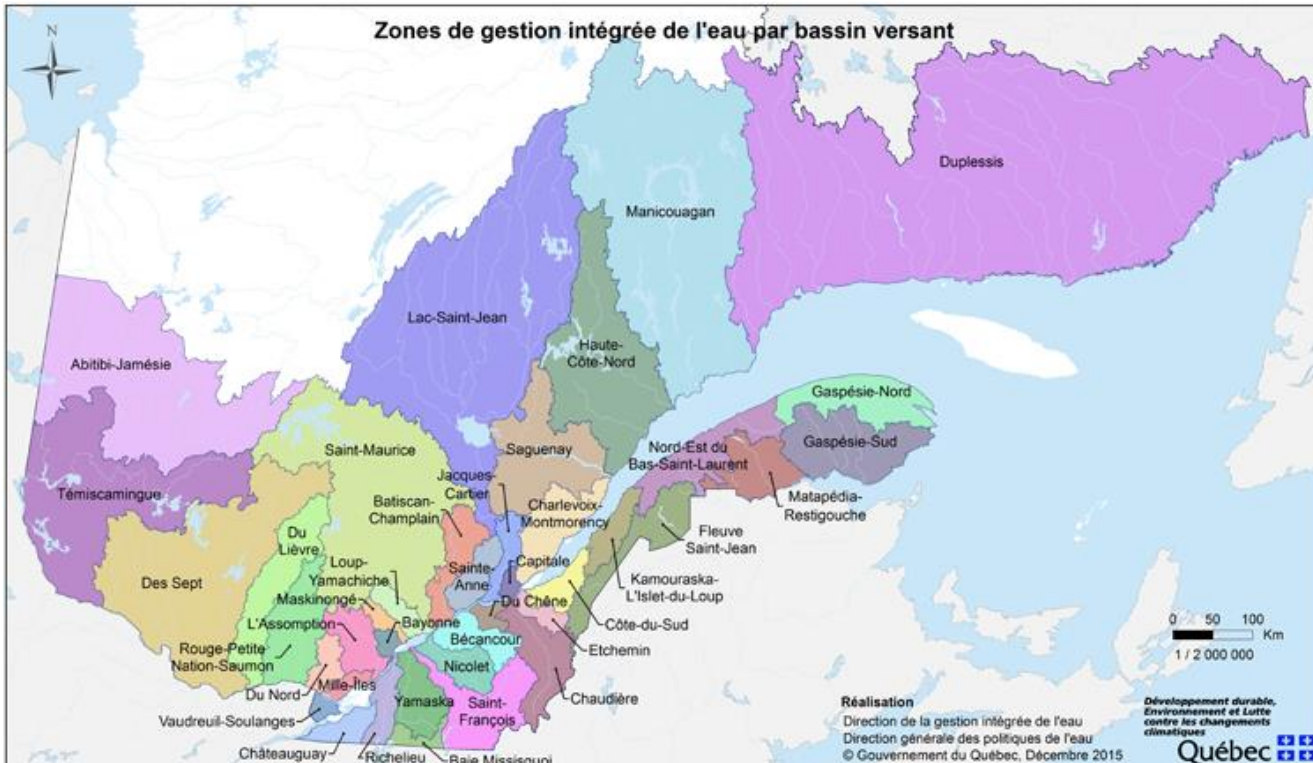 Zones de gestion intégrée de l'eau par bassin versant
N
Duplessis
Manicouagan
Lac-Saint-Jean
Haute-
Côte-Nord
Abitibi-Jamésie
Gaspésie-Nord
Gaspésie-Sud
Saint-Maurice
Saguenay
Nord-Est du
Bas-Saint-Laurent
Jacques-
Cartier
Témiscamingue
Batiscan-
Champlain
Charlevoix-
Montmorency
Matapédia-
Restigouche
Du
Lièvre
Fleuve
Saint-Jean
Loup-
Yamachiche
Sainte-
Anne
Capitale
Des Sept
Kamouraska-
L'Islet-du-Loup
Maskinongé
Du Chêne
L'Assomption
Bayonne
Côte-du-Sud
Bécancour
Etchemin
Rouge-Petite
Nation-Saumon
Nicolet
Du Nord
Mille-Îles
Chaudière
Yamaska
Saint-
François
Vaudreuil-Soulanges
Châteauguay
Richelieu
Baie Missisquoi
0 50 100
Km
1 / 2 000 000
Réalisation
Direction de la gestion intégrée de l'eau
Direction générale des politiques de l'eau
© Gouvernement du Québec, Décembre 2015
Développement durable,
Environnement et Lutte
contre les changements
climatiques
Québec